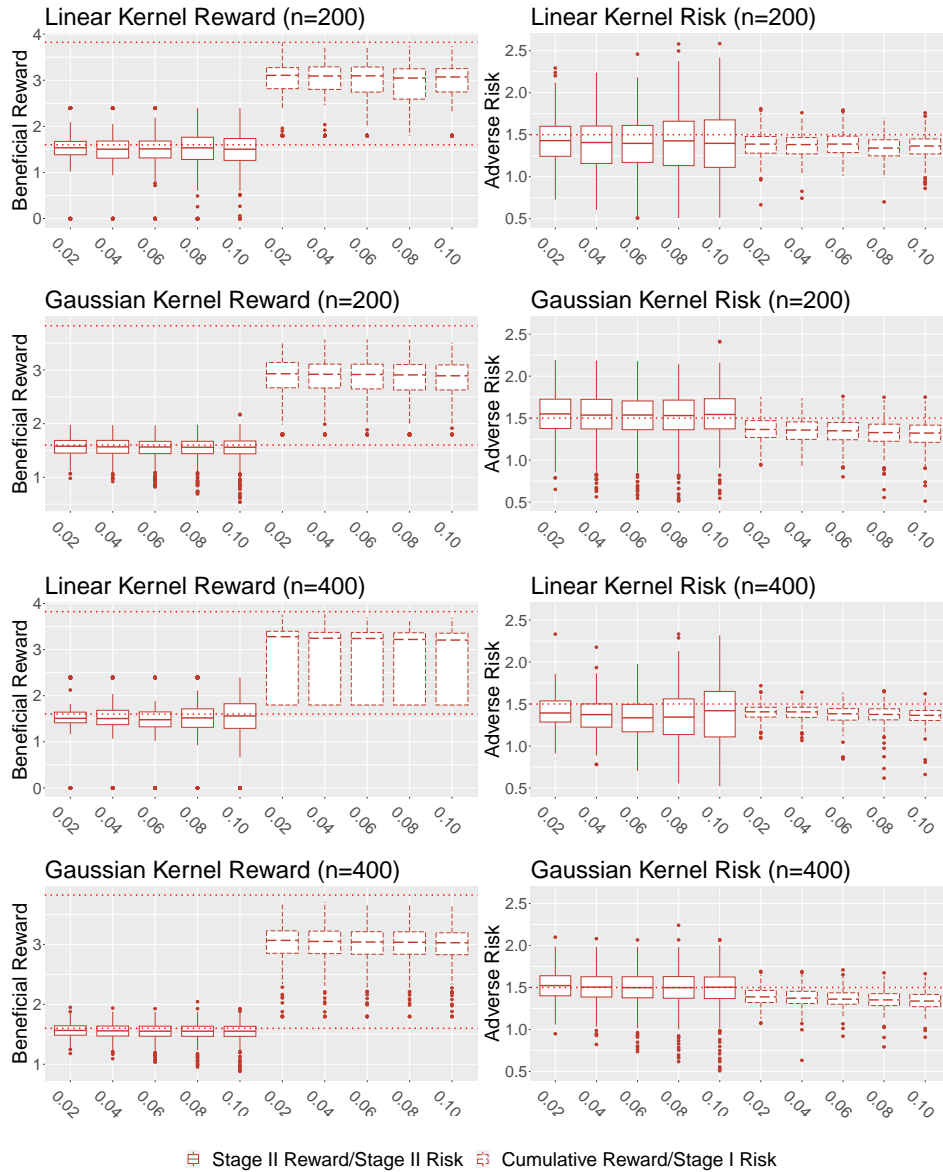 Linear Kernel Reward (n=200)
Beneficial Reward
4
3
2
1
0
0.02 0.04 0.06 0.08 0.10 0.02 0.04 0.06 0.08 0.10
Linear Kernel Risk (n=200)
Adverse Risk
2.5
2.0
1.5
1.0
0.5
0.02 0.04 0.06 0.08 0.10 0.02 0.04 0.06 0.08 0.10
Gaussian Kernel Reward (n=200)
Beneficial Reward
3
2
1
0.02 0.04 0.06 0.08 0.10 0.02 0.04 0.06 0.08 0.10
Gaussian Kernel Risk (n=200)
Adverse Risk
2.5
2.0
1.5
1.0
0.5
0.02 0.04 0.06 0.08 0.10 0.02 0.04 0.06 0.08 0.10
Linear Kernel Reward (n=400)
Beneficial Reward
4
3
2
1
0
0.02 0.04 0.06 0.08 0.10 0.02 0.04 0.06 0.08 0.10
Linear Kernel Risk (n=400)
Adverse Risk
2.5
2.0
1.5
1.0
0.5
0.02 0.04 0.06 0.08 0.10 0.02 0.04 0.06 0.08 0.10
Gaussian Kernel Reward (n=400)
Beneficial Reward
3
2
1
0.02 0.04 0.06 0.08 0.10 0.02 0.04 0.06 0.08 0.10
Gaussian Kernel Risk (n=400)
Adverse Risk
2.5
2.0
1.5
1.0
0.5
0.02 0.04 0.06 0.08 0.10 0.02 0.04 0.06 0.08 0.10
Stage II Reward/Stage II Risk Cumulative Reward/Stage I Risk